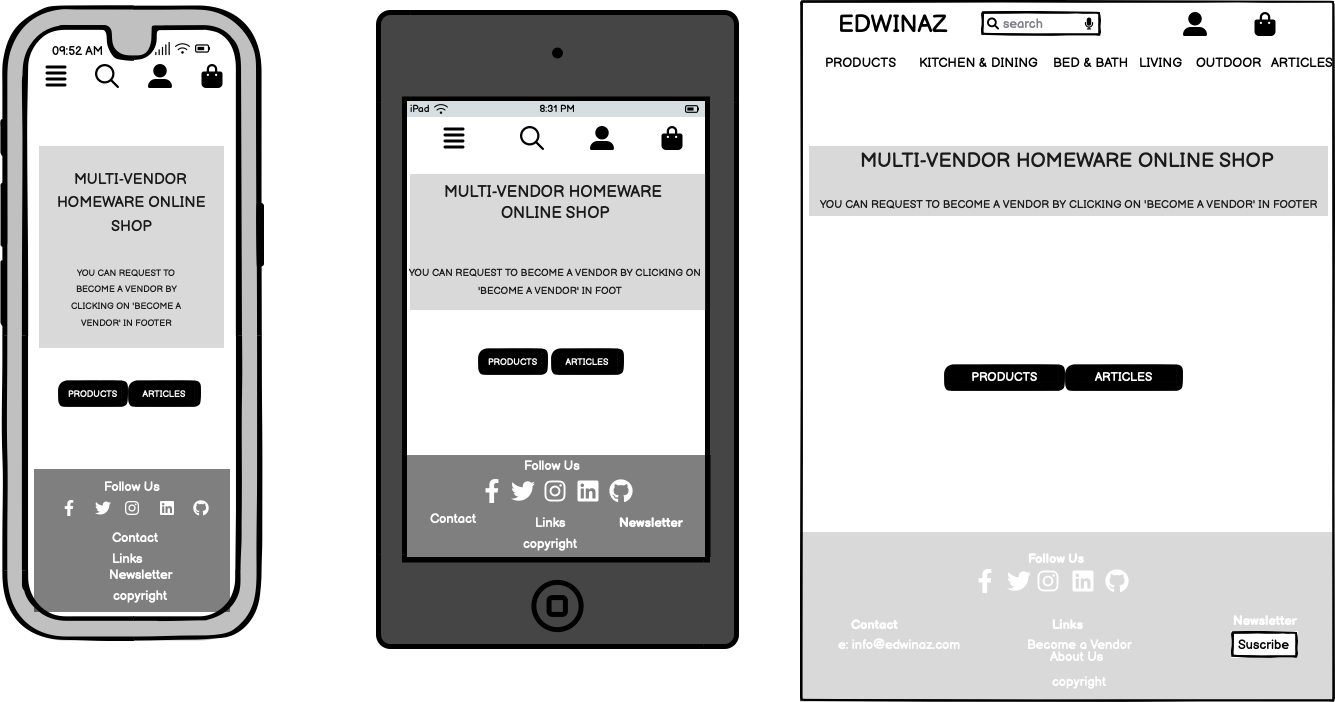 09:52 AM
MULTI-VENDOR
HOMEWARE ONLINE
SHOP
YOU CAN REQUEST TO
BECOME A VENDOR BY
CLICKING ON 'BECOME A
VENDOR' IN FOOTER
PRODUCTS
ARTICLES
Follow Us
Contact
Links
Newsletter
copyright
iPad
8:31 PM
MULTI-VENDOR HOMEWARE
ONLINE SHOP
YOU CAN REQUEST TO BECOME A VENDOR BY CLICKING ON
'BECOME A VENDOR' IN FOOT
PRODUCTS
ARTICLES
Follow Us
Contact
Links
Newsletter
copyright
EDWINAZ
search
PRODUCTS
KITCHEN & DINING
BED & BATH
LIVING
OUTDOOR
ARTICLES
MULTI-VENDOR HOMEWARE ONLINE SHOP
YOU CAN REQUEST TO BECOME A VENDOR BY CLICKING ON 'BECOME A VENDOR' IN FOOTER
PRODUCTS
ARTICLES
Follow Us
Contact
e: info@edwinaz.com
Links
Become a Vendor
About Us
Newsletter
Suscribe
copyright